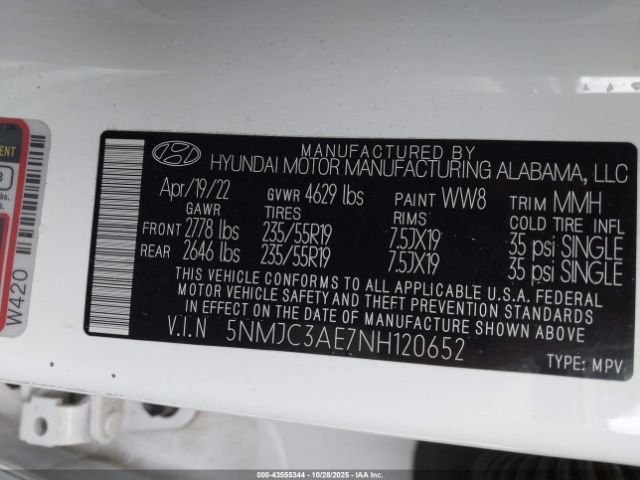 MANUFACTURED BY
HYUNDAI MOTOR MANUFACTURING ALABAMA, LLC
Apr/19/22 GVWR 4629 lbs PAINT WW8 TRIM MMH
GAWR TIRES RIMS COLD TIRE INFL
FRONT 2778 lbs 235/55R19 7.5JX19 35 psi SINGLE
REAR 2646 lbs 235/55R19 7.5JX19 35 psi SINGLE
THIS VEHICLE CONFORMS TO ALL APPLICABLE U.S.A. FEDERAL
MOTOR VEHICLE SAFETY AND THEFT PREVENTION STANDARDS
IN EFFECT ON THE DATE OF MANUFACTURE SHOWN ABOVE
V.I.N 5NMJC3AE7NH120652
TYPE: MPV
W420
000-43555344 | 10/28/2025 | IAA Inc.